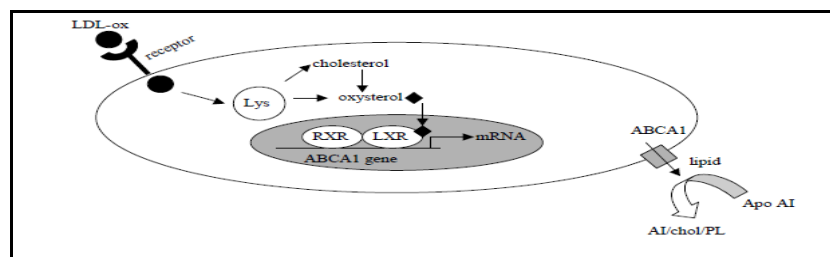 LDL-ox
receptor
cholesterol
Lys
oxysterol
RXR
LXR
mRNA
ABCA1 gene
ABCA1
lipid
Apo AI
AI/chol/PL